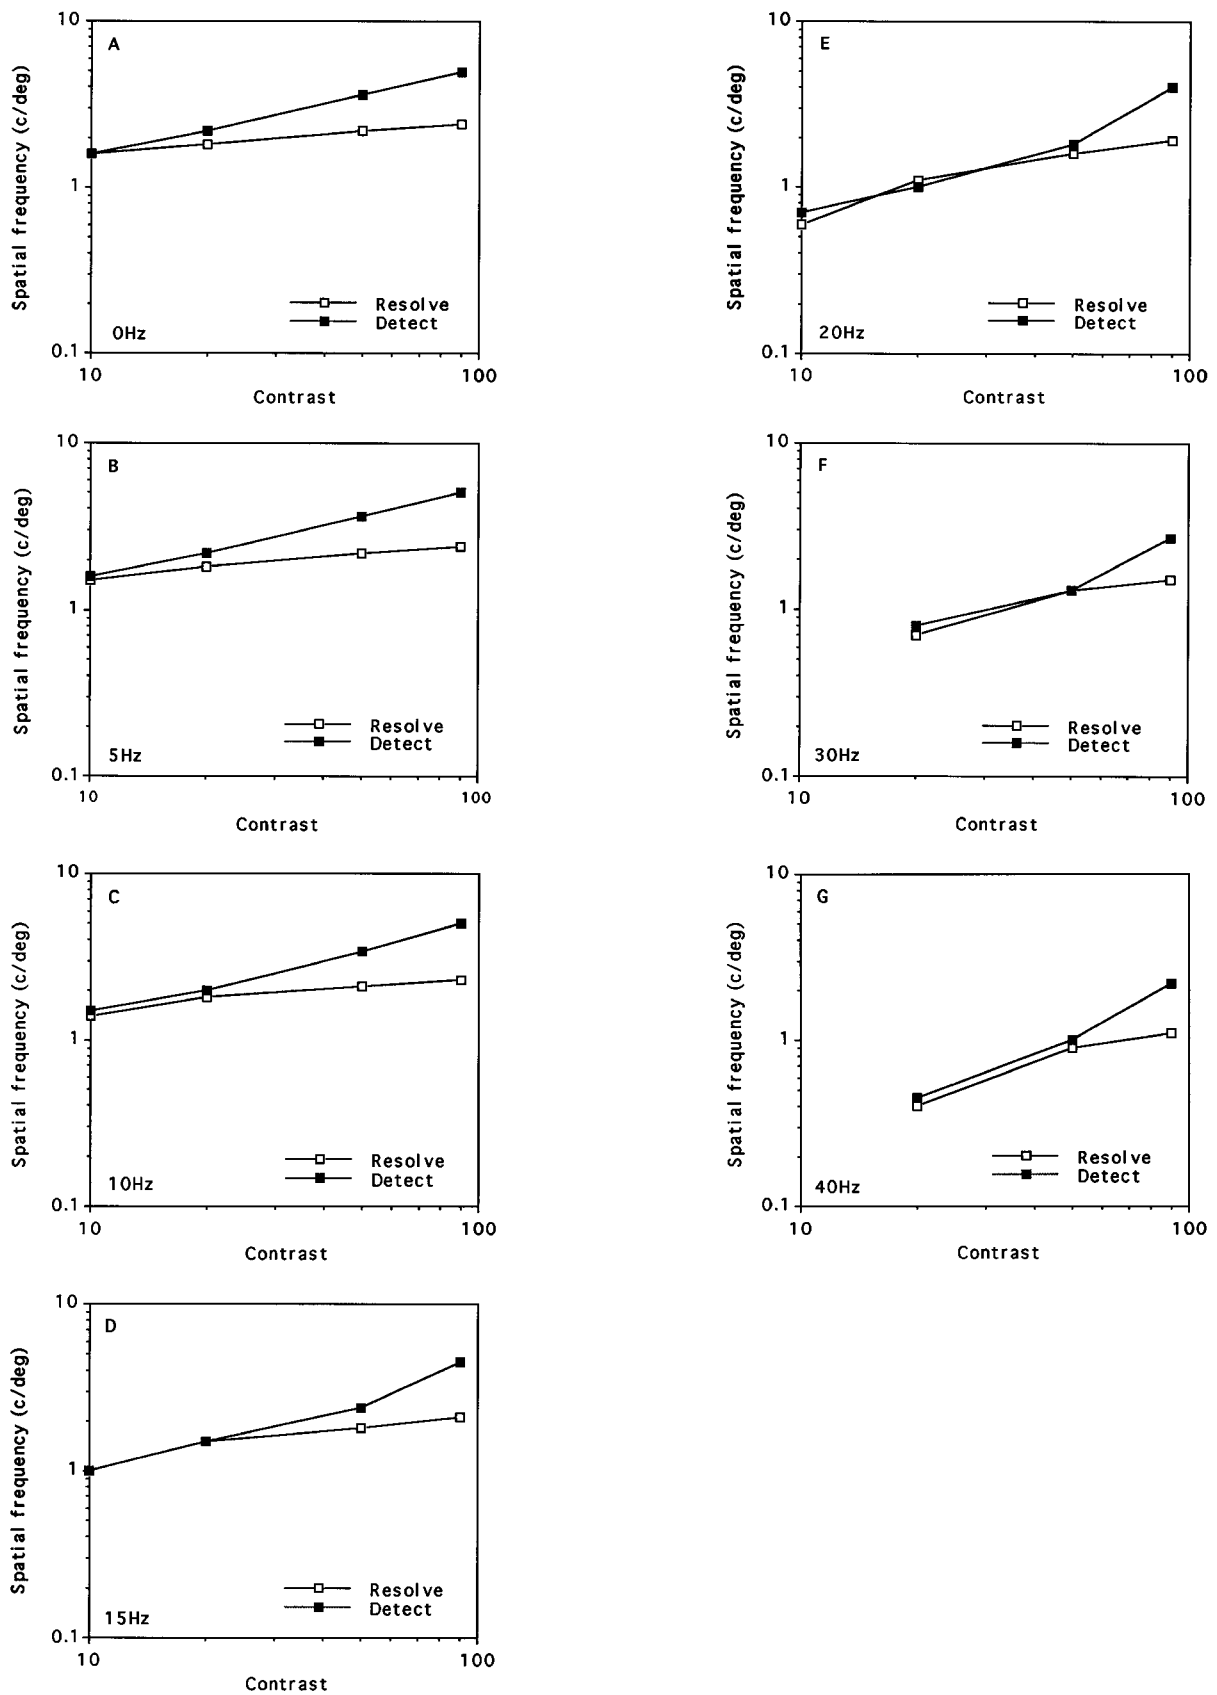 10
A
Spatial frequency (c/deg)
1
Resolve
Detect
0Hz
0.1
10
100
Contrast
10
B
Spatial frequency (c/deg)
1
Resolve
Detect
5Hz
0.1
10
100
Contrast
10
C
Spatial frequency (c/deg)
1
Resolve
Detect
10Hz
0.1
10
100
Contrast
10
D
Spatial frequency (c/deg)
1
Resolve
Detect
15Hz
0.1
10
100
Contrast
10
E
Spatial frequency (c/deg)
1
Resolve
Detect
20Hz
0.1
10
100
Contrast
10
F
Spatial frequency (c/deg)
1
Resolve
Detect
30Hz
0.1
10
100
Contrast
10
G
Spatial frequency (c/deg)
1
Resolve
Detect
40Hz
0.1
10
100
Contrast